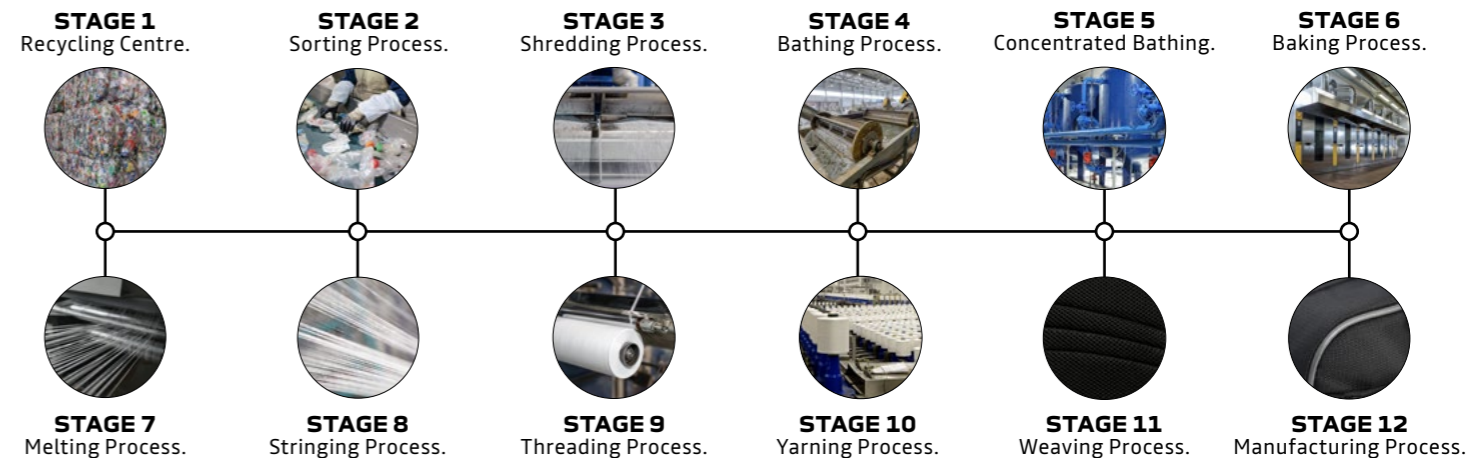 STAGE 1
Recycling Centre.
STAGE 2
Sorting Process.
STAGE 3
Shredding Process.
STAGE 4
Bathing Process.
STAGE 5
Concentrated Bathing.
STAGE 6
Baking Process.
STAGE 7
Melting Process.
STAGE 8
Stringing Process.
STAGE 9
Threading Process.
STAGE 10
Yarning Process.
STAGE 11
Weaving Process.
STAGE 12
Manufacturing Process.